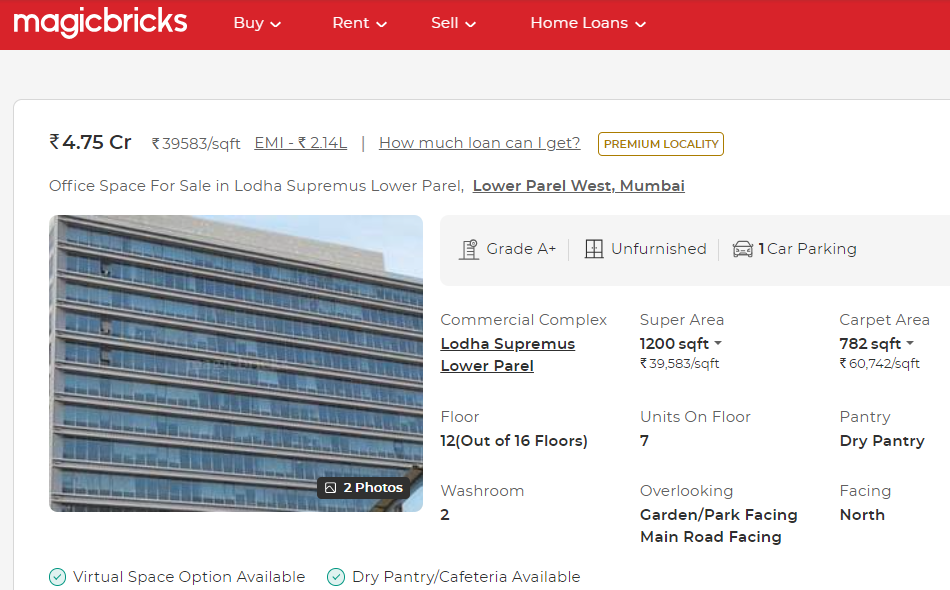 magicbricks Buy Rent Sell Home Loans
₹4.75 Cr ₹39583/sqft EMI - ₹ 2.14L | How much loan can I get? PREMIUM LOCALITY
Office Space For Sale in Lodha Supremus Lower Parel, Lower Parel West, Mumbai
Grade A+ Unfurnished 1 Car Parking
Commercial Complex
Lodha Supremus
Lower Parel
Super Area
1200 sqft
₹39,583/sqft
Carpet Area
782 sqft
₹60,742/sqft
Floor
12(Out of 16 Floors)
Units On Floor
7
Pantry
Dry Pantry
2 Photos
Washroom
2
Overlooking
Garden/Park Facing
Main Road Facing
Facing
North
Virtual Space Option Available Dry Pantry/Cafeteria Available